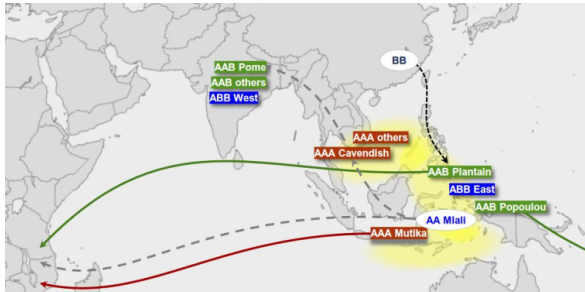 BB
AAB Pome
AAB others
ABB West
AAA others
AAA Cavendish
AAB Plantain
ABB East
AAB Popoulou
AA Mlali
AAA Mutika